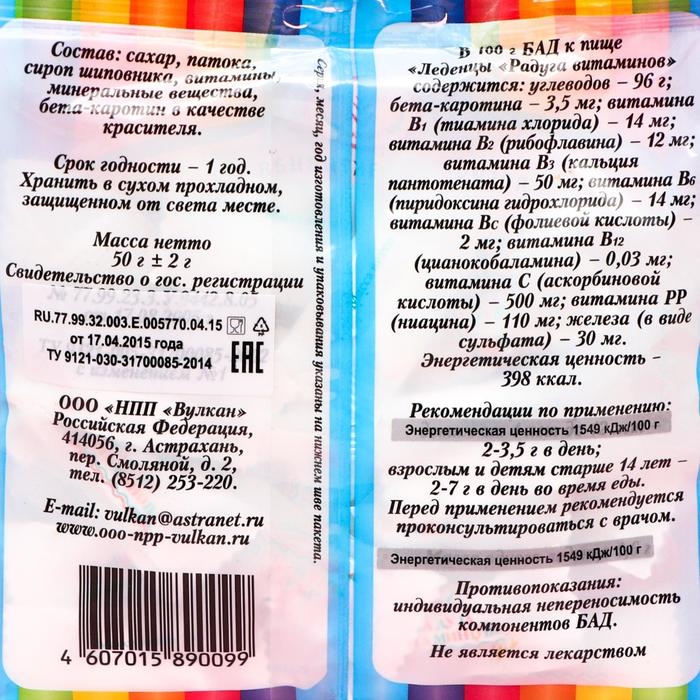 Состав: сахар, патока,
сироп шиповника, витамины,
минеральные вещества,
бета-каротин в качестве
красителя.
Срок годности – 1 год.
Хранить в сухом прохладном,
защищенном от света месте.
Масса нетто
50 г ± 2 г
Свидетельство о гос. регистрации
RU.77.99.32.003.Е.005770.04.15
от 17.04.2015 года
ТУ 9121-030-31700085-2014
EAC
ООО «НПП «Вулкан»
Российская Федерация,
414056, г. Астрахань,
пер. Смоляной, д. 2,
тел. (8512) 253-220.
E-mail: vulkan@astranet.ru
www.ooo-npp-vulkan.ru
4 607015 890099
месяц, год изготовления и упаковывания указаны на нижнем шве пакета.
В 100 г БАД к пище
«Леденцы «Радуга витаминов»
содержится: углеводов – 96 г;
бета-каротина – 3,5 мг; витамина
B1 (тиамина хлорида) – 14 мг;
витамина B2 (рибофлавина) – 12 мг;
витамина B3 (кальция
пантотената) – 50 мг; витамина B6
(пиридоксина гидрохлорида) – 14 мг;
витамина Bc (фолиевой кислоты) –
2 мг; витамина B12
(цианокобаламина) – 0,03 мг;
витамина C (аскорбиновой
кислоты) – 500 мг; витамина PP
(ниацина) – 110 мг; железа (в виде
сульфата) – 30 мг.
Энергетическая ценность –
398 ккал.
Рекомендации по применению:
Энергетическая ценность 1549 кДж/100 г
2-3,5 г в день;
взрослым и детям старше 14 лет –
2-7 г в день во время еды.
Перед применением рекомендуется
проконсультироваться с врачом.
Энергетическая ценность 1549 кДж/100 г
Противопоказания:
индивидуальная непереносимость
компонентов БАД.
Не является лекарством